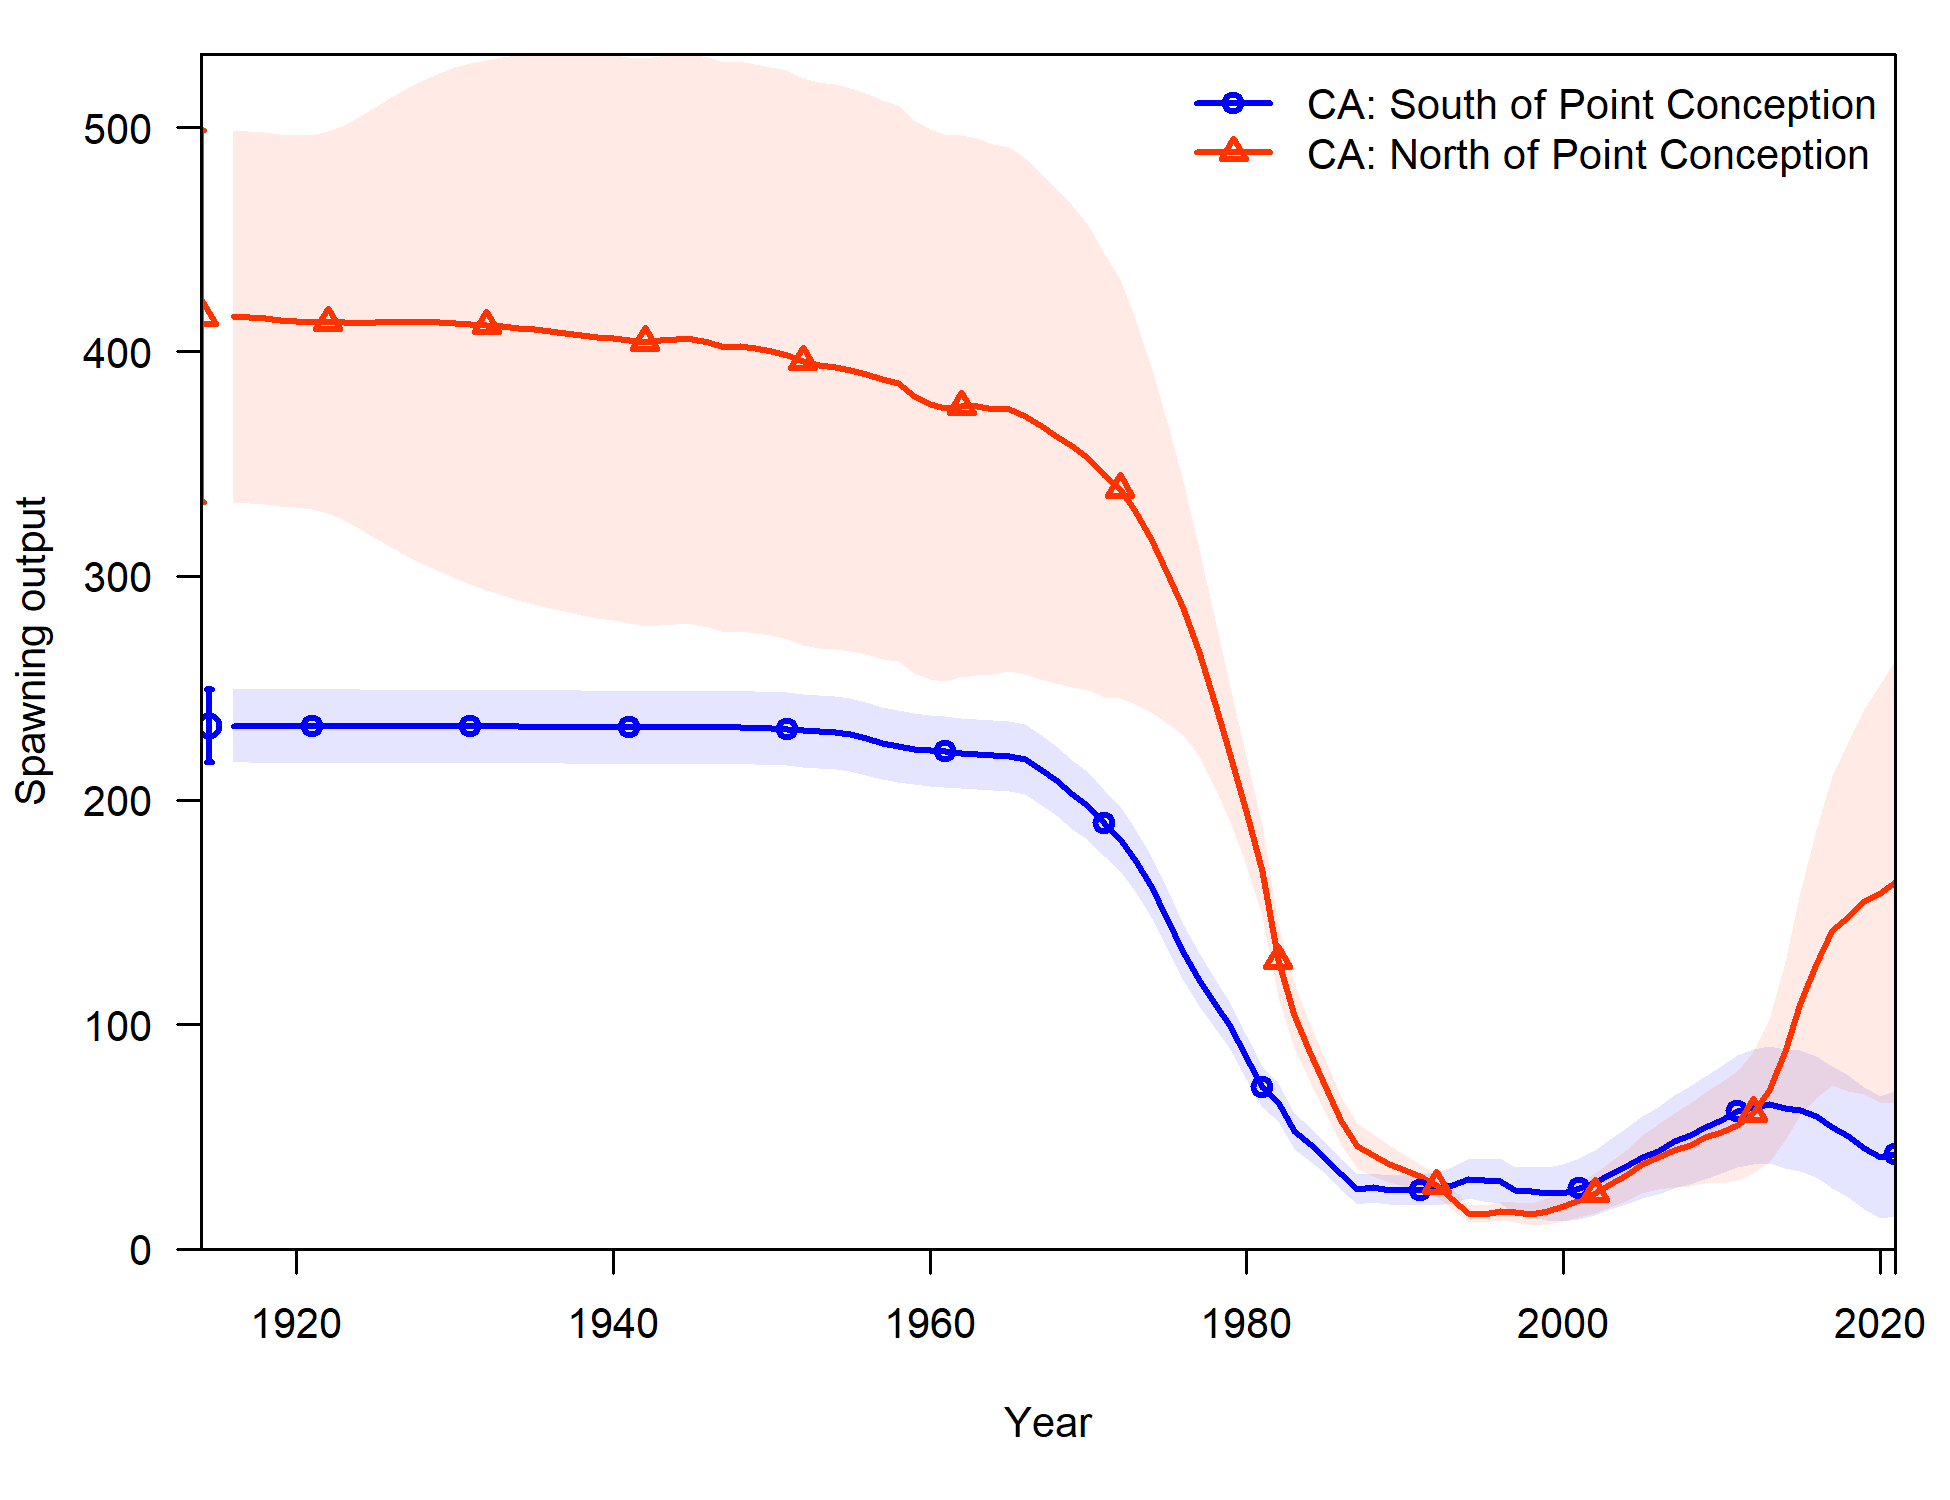 CA: South of Point Conception
CA: North of Point Conception
500
400
300
200
100
0
Spawning output
1920 1940 1960 1980 2000 2020
Year